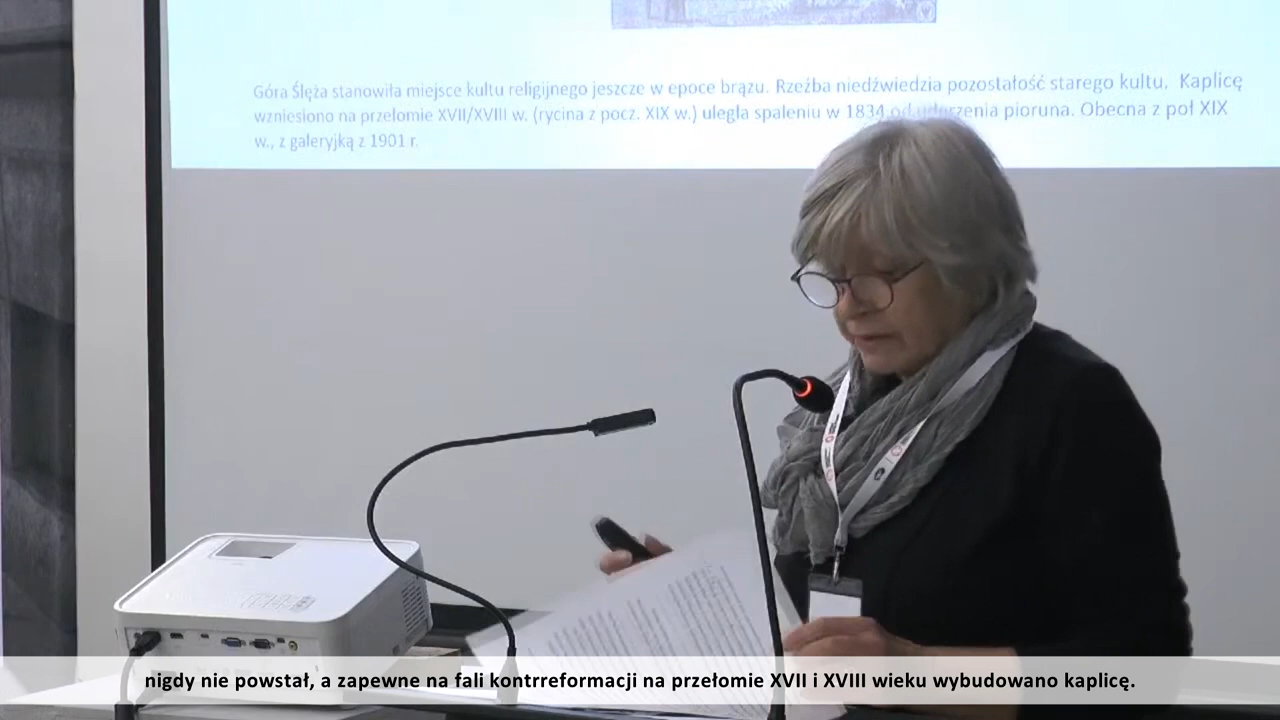 Góra Ślęża stanowiła miejsce kultu religijnego jeszcze w epoce brązu. Rzeźba niedźwiedzia pozostałość starego kultu. Kaplicę
wzniesiono na przełomie XVII/XVIII w. (rycina z pocz. XIX w.) uległa spaleniu w 1834 od uderzenia pioruna. Obecna z poł XIX
w., z galeryjką z 1901 r.
nigdy nie powstał, a zapewne na fali kontrreformacji na przełomie XVII i XVIII wieku wybudowano kaplicę.